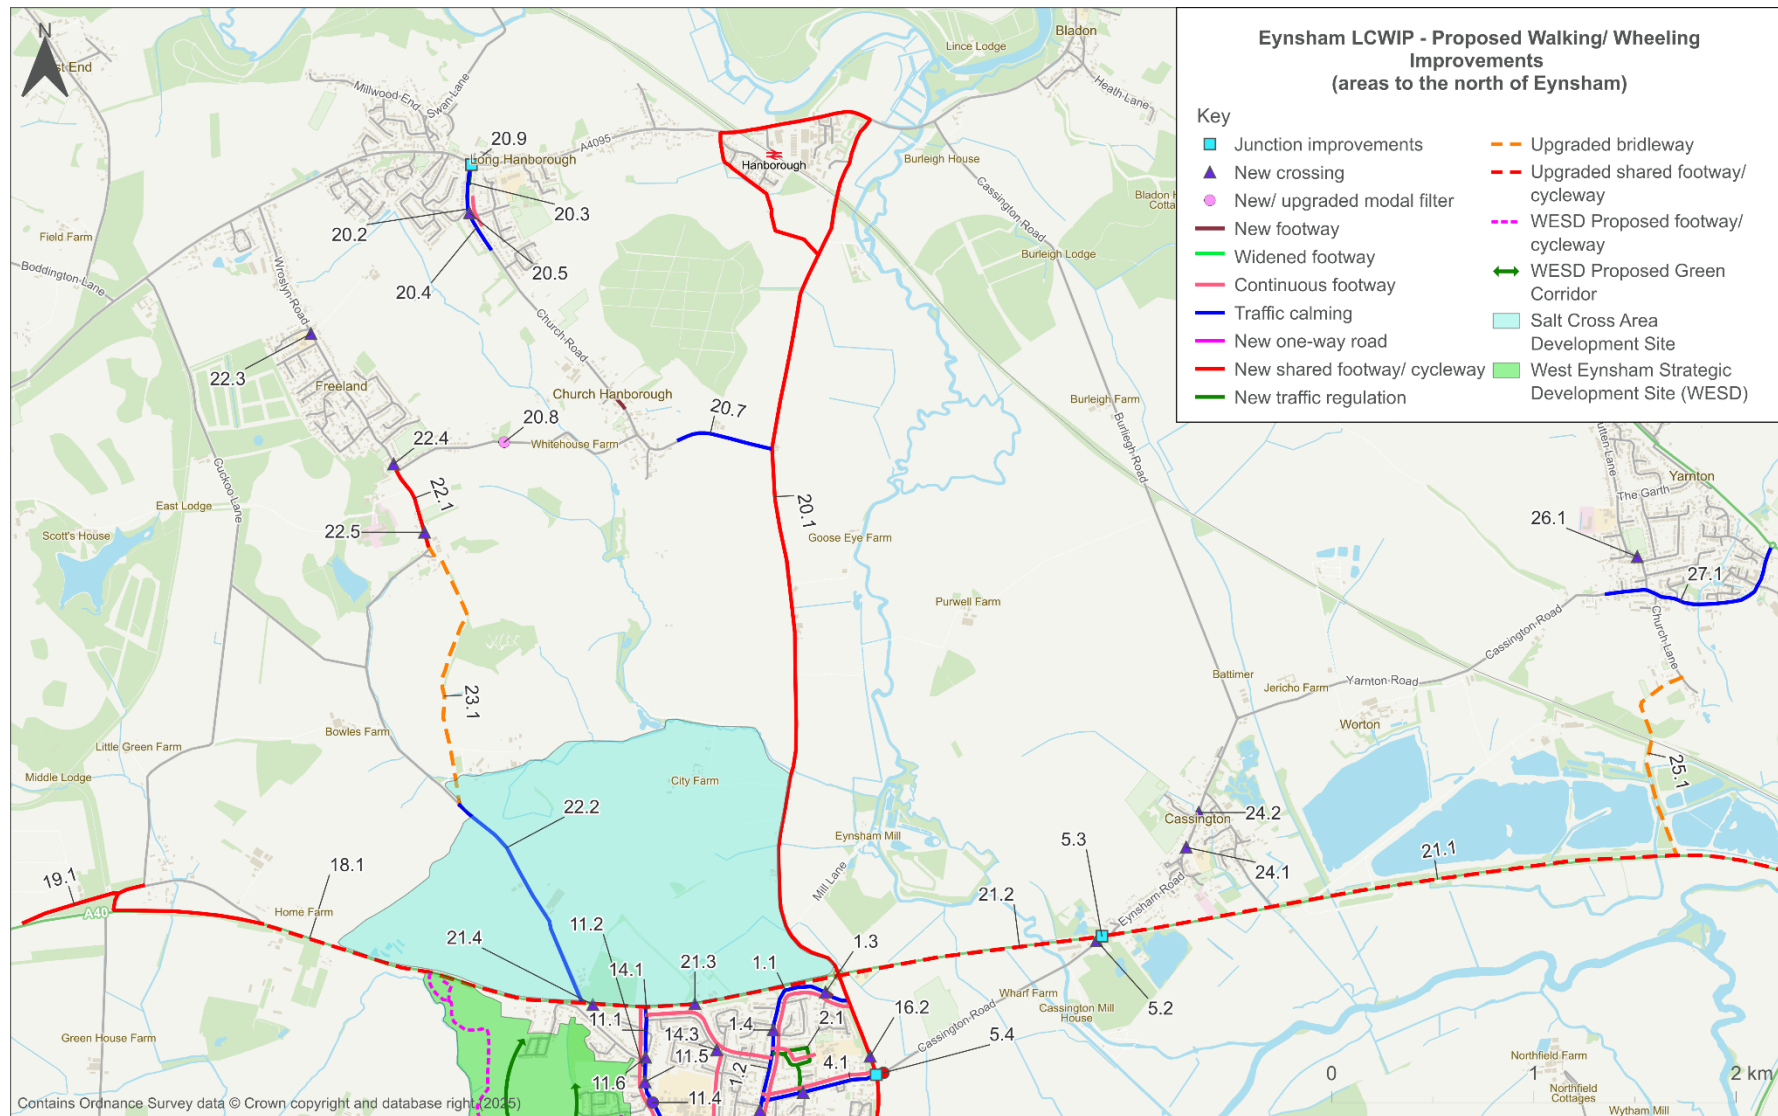 Eynsham LCWIP - Proposed Walking/ Wheeling
Improvements
(areas to the north of Eynsham)
Key
Junction improvements
New crossing
New/ upgraded modal filter
New footway
Widened footway
Continuous footway
Traffic calming
New one-way road
New shared footway/ cycleway
New traffic regulation
Upgraded bridleway
Upgraded shared footway/
cycleway
WESD Proposed footway/
cycleway
WESD Proposed Green
Corridor
Salt Cross Area
Development Site
West Eynsham Strategic
Development Site (WESD)
N
End
Millwood End
Swan Lane
20.9
Long Hanborough
A4095
Hanborough
Lince Lodge
Bladon
Heath-Lane
Burleigh House
Cassington-Road
Bladon
Burleigh Lodge
20.3
20.2
20.5
20.4
Field Farm
Boddington-Lane
Wroslyn-Road
Church-Road
22.3
Freeland
Church Hanborough
20.7
20.8
Whitehouse Farm
22.4
Burleigh Farm
Burliegh-Road
Cuckoo-Lane
East Lodge
22.1
20.1
22.5
Scott's House
Goose Eye Farm
Rutten-Lane
Yarnton
The Garth
26.1
27.1
Purwell Farm
Church-Lane
Cassington-Road
23.1
Battimer
Jericho Farm
Yarnton-Road
Worton
Bowles Farm
Little Green Farm
Middle Lodge
City Farm
25.1
22.2
Eynsham Mill
Mill Lane
Cassington
24.2
5.3
24.1
21.1
19.1
18.1
A40
Home Farm
Eynsham-Road
21.2
11.2
21.4
14.1
21.3
1.1
1.3
Wharf Farm
Cassington Mill
House
5.2
16.2
Cassington-Road
5.4
Green House Farm
11.1
14.3
1.4
2.1
11.5
1.2
4.1
11.6
11.4
Northfield Farm
Northfield
Cottages
Wytham Mill
0
1
2 km
Contains Ordnance Survey data © Crown copyright and database right (2025)